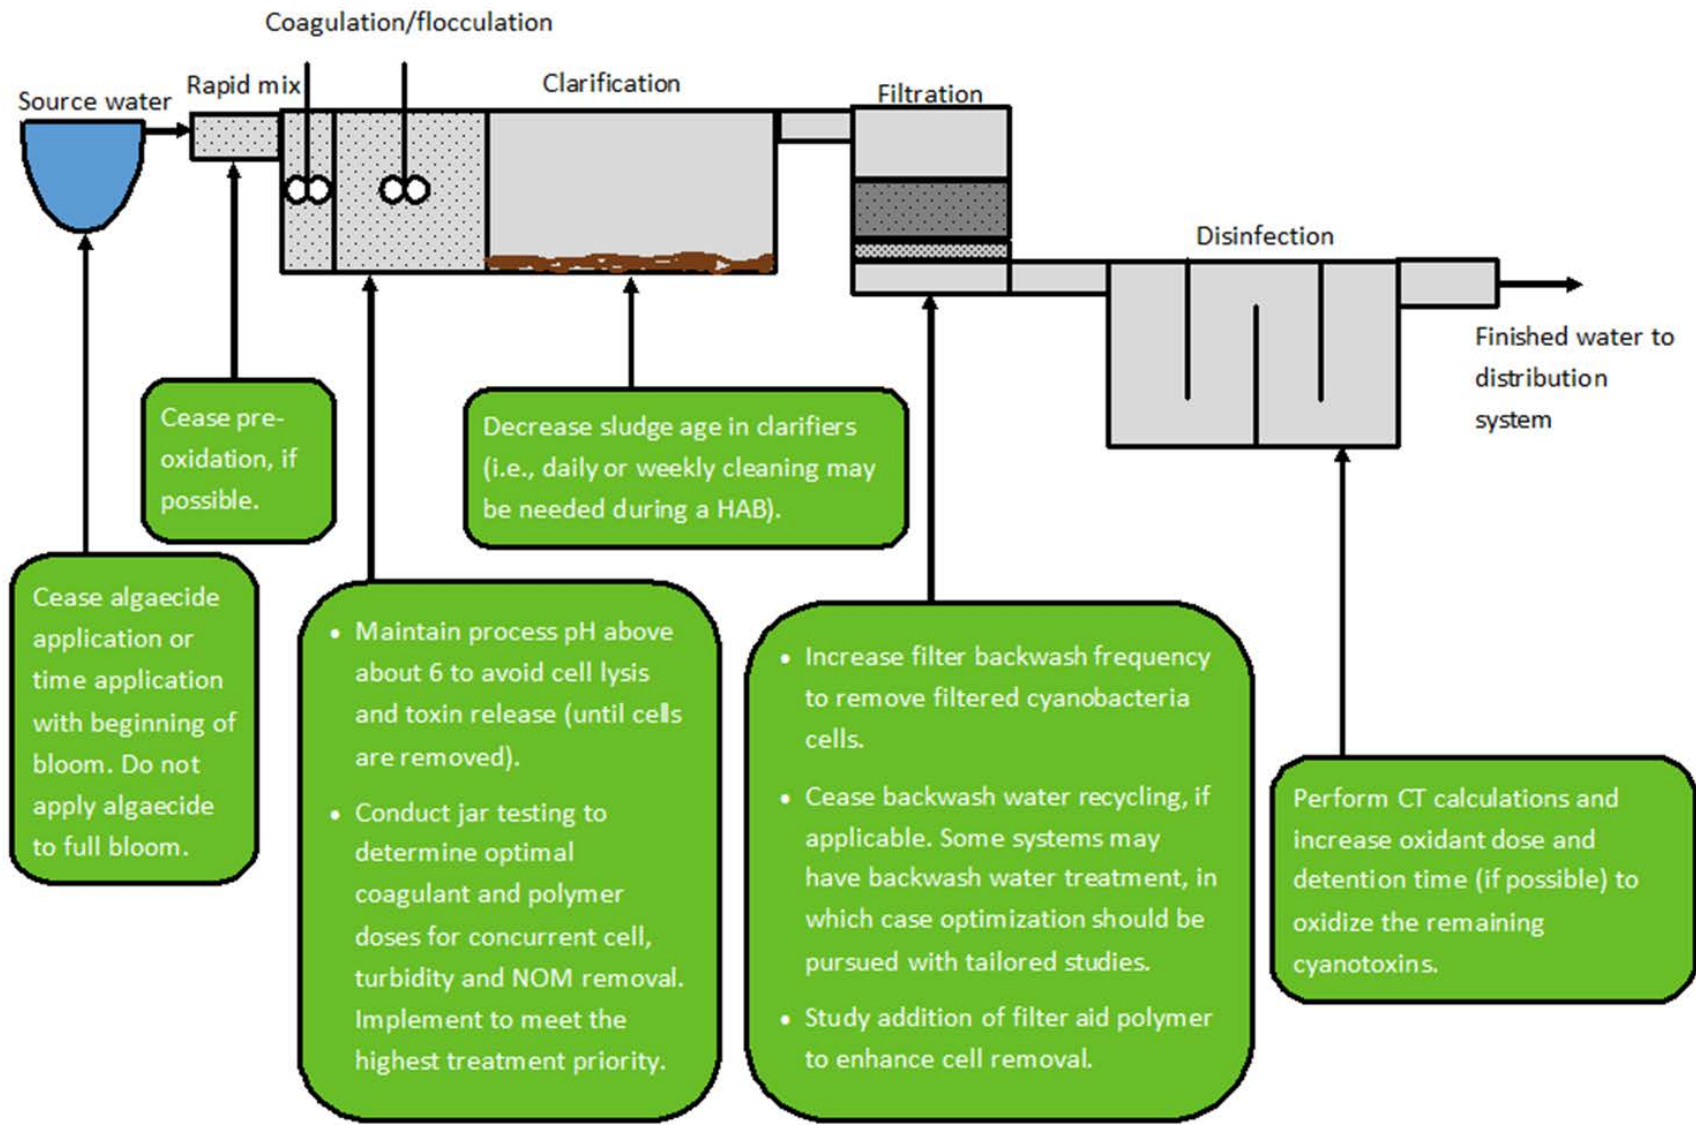 Coagulation/flocculation
Rapid mix
Clarification
Filtration
Source water
Disinfection
Finished water to
distribution
system
Cease pre-
oxidation, if
possible.
Decrease sludge age in clarifiers
(i.e., daily or weekly cleaning may
be needed during a HAB).
Cease algaecide
application or
time application
with beginning of
bloom. Do not
apply algaecide
to full bloom.
• Maintain process pH above
about 6 to avoid cell lysis
and toxin release (until cells
are removed).
• Conduct jar testing to
determine optimal
coagulant and polymer
doses for concurrent cell,
turbidity and NOM removal.
Implement to meet the
highest treatment priority.
• Increase filter backwash frequency
to remove filtered cyanobacteria
cells.
• Cease backwash water recycling, if
applicable. Some systems may
have backwash water treatment, in
which case optimization should be
pursued with tailored studies.
• Study addition of filter aid polymer
to enhance cell removal.
Perform CT calculations and
increase oxidant dose and
detention time (if possible) to
oxidize the remaining
cyanotoxins.